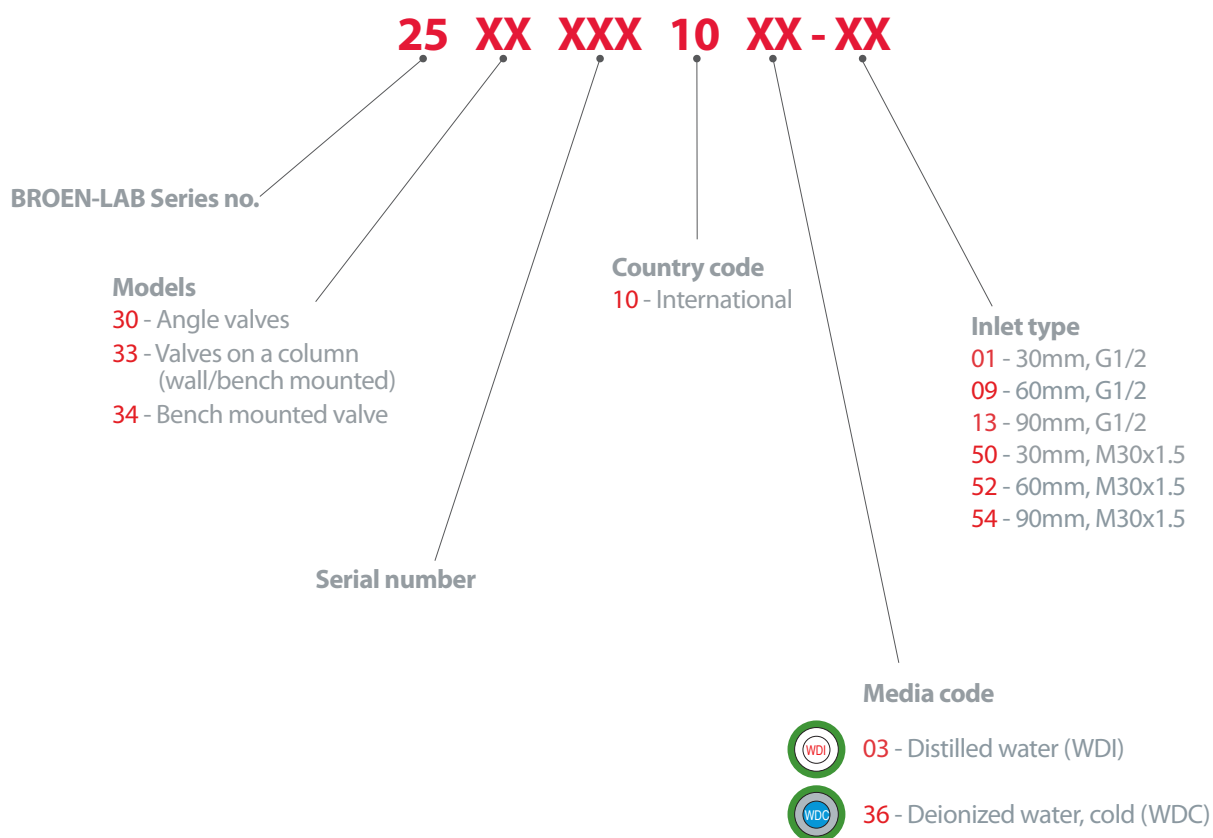 25 XX XXX 10 XX - XX
BROEN-LAB Series no.
Models
30 - Angle valves
33 - Valves on a column
(wall/bench mounted)
34 - Bench mounted valve
Serial number
Country code
10 - International
Inlet type
01 - 30mm, G1/2
09 - 60mm, G1/2
13 - 90mm, G1/2
50 - 30mm, M30x1.5
52 - 60mm, M30x1.5
54 - 90mm, M30x1.5
Media code
WDI 03 - Distilled water (WDI)
WDC 36 - Deionized water, cold (WDC)